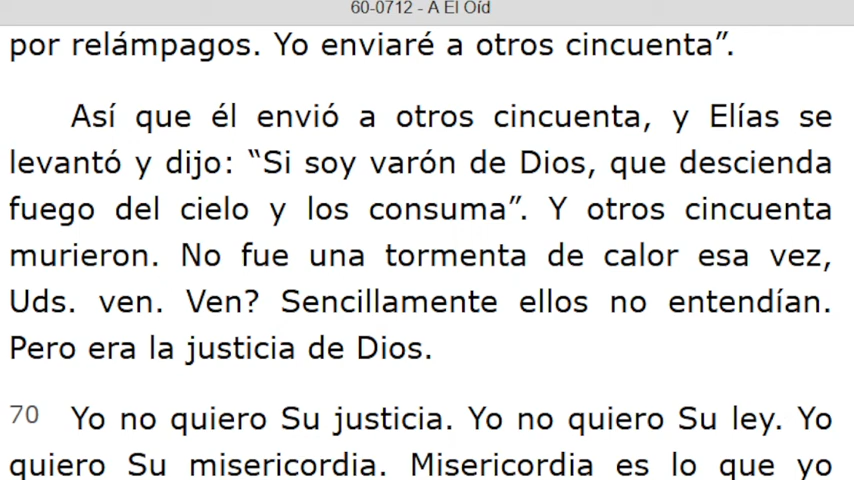 60-0712 - A El Oíd
por relámpagos. Yo enviaré a otros cincuenta”.
Así que él envió a otros cincuenta, y Elías se
levantó y dijo: “Si soy varón de Dios, que descienda
fuego del cielo y los consuma”. Y otros cincuenta
murieron. No fue una tormenta de calor esa vez,
Uds. ven. Ven? Sencillamente ellos no entendían.
Pero era la justicia de Dios.
70 Yo no quiero Su justicia. Yo no quiero Su ley. Yo
quiero Su misericordia. Misericordia es lo que yo